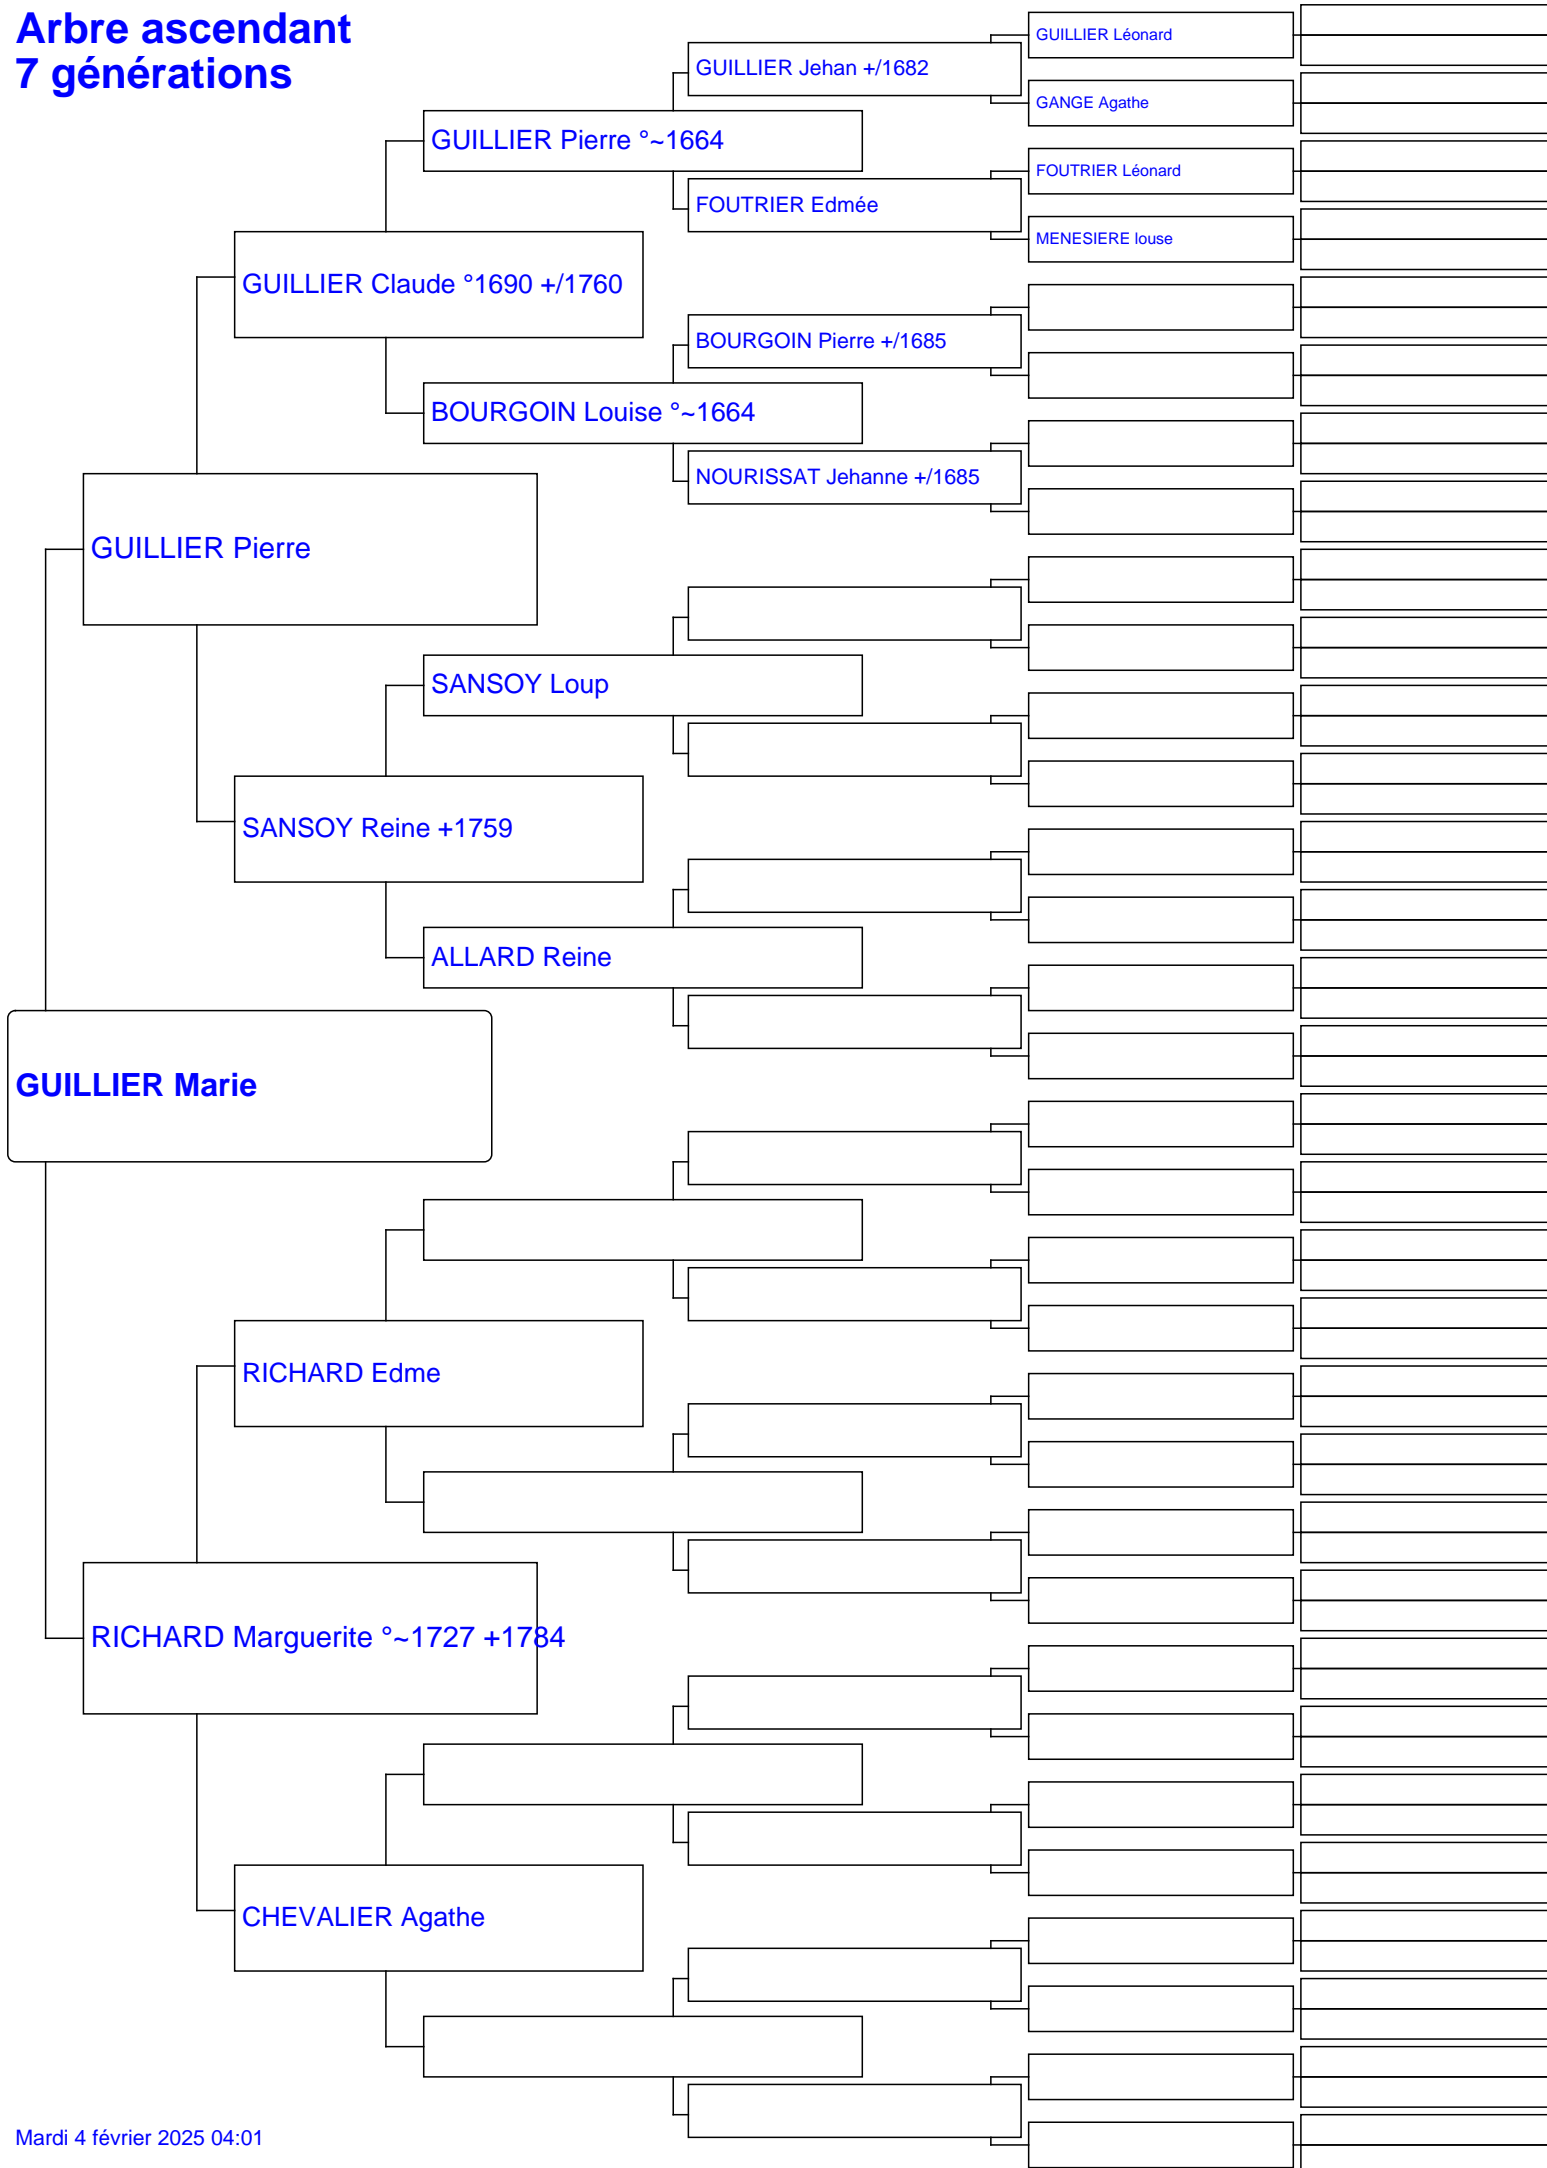 Arbre ascendant
7 générations
GUILLIER Léonard
GUILLIER Jehan +/1682
GANGE Agathe
GUILLIER Pierre °~1664
FOUTRIER Léonard
FOUTRIER Edmée
MENESIERE louse
GUILLIER Claude °1690 +/1760
BOURGOIN Pierre +/1685
BOURGOIN Louise °~1664
NOURISSAT Jehanne +/1685
GUILLIER Pierre
SANSOY Loup
SANSOY Reine +1759
ALLARD Reine
GUILLIER Marie
RICHARD Edme
RICHARD Marguerite °~1727 +1784
CHEVALIER Agathe
Mardi 4 février 2025 04:01